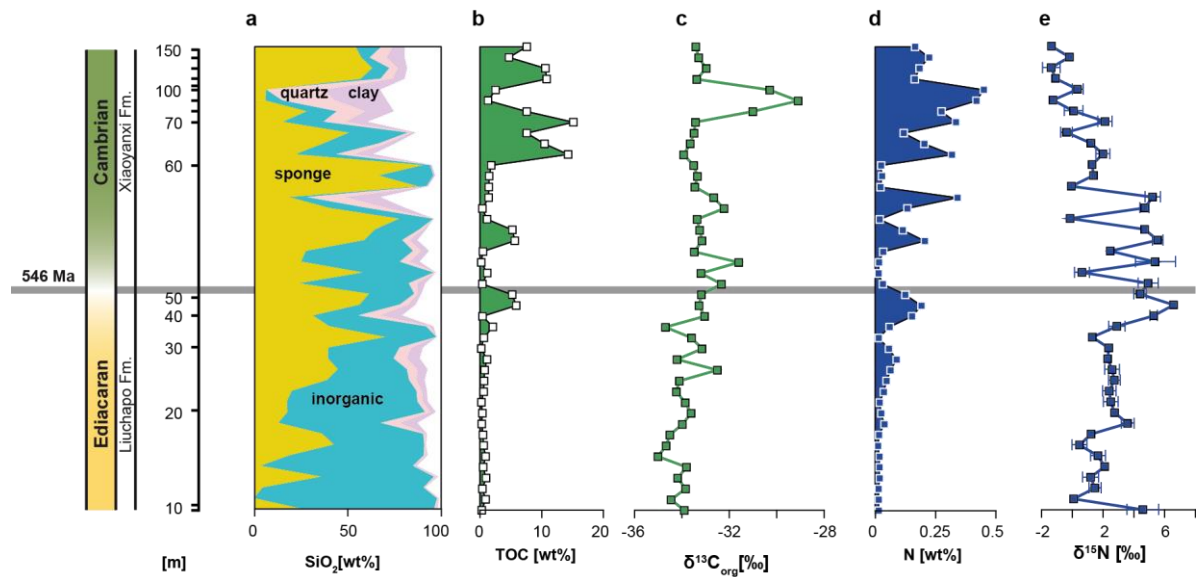 a b c d e
Cambrian
Xiaoyanxi Fm.
Ediacaran
Liuchapo Fm.
546 Ma
150
100
70
60
50
40
30
20
10
[m]
quartz clay
sponge
inorganic
0 50 100
SiO₂[wt%]
0 10 20
TOC [wt%]
-36 -32 -28
δ¹³Corg[‰]
0 0.25 0.5
N [wt%]
-2 2 6
δ¹⁵N [‰]